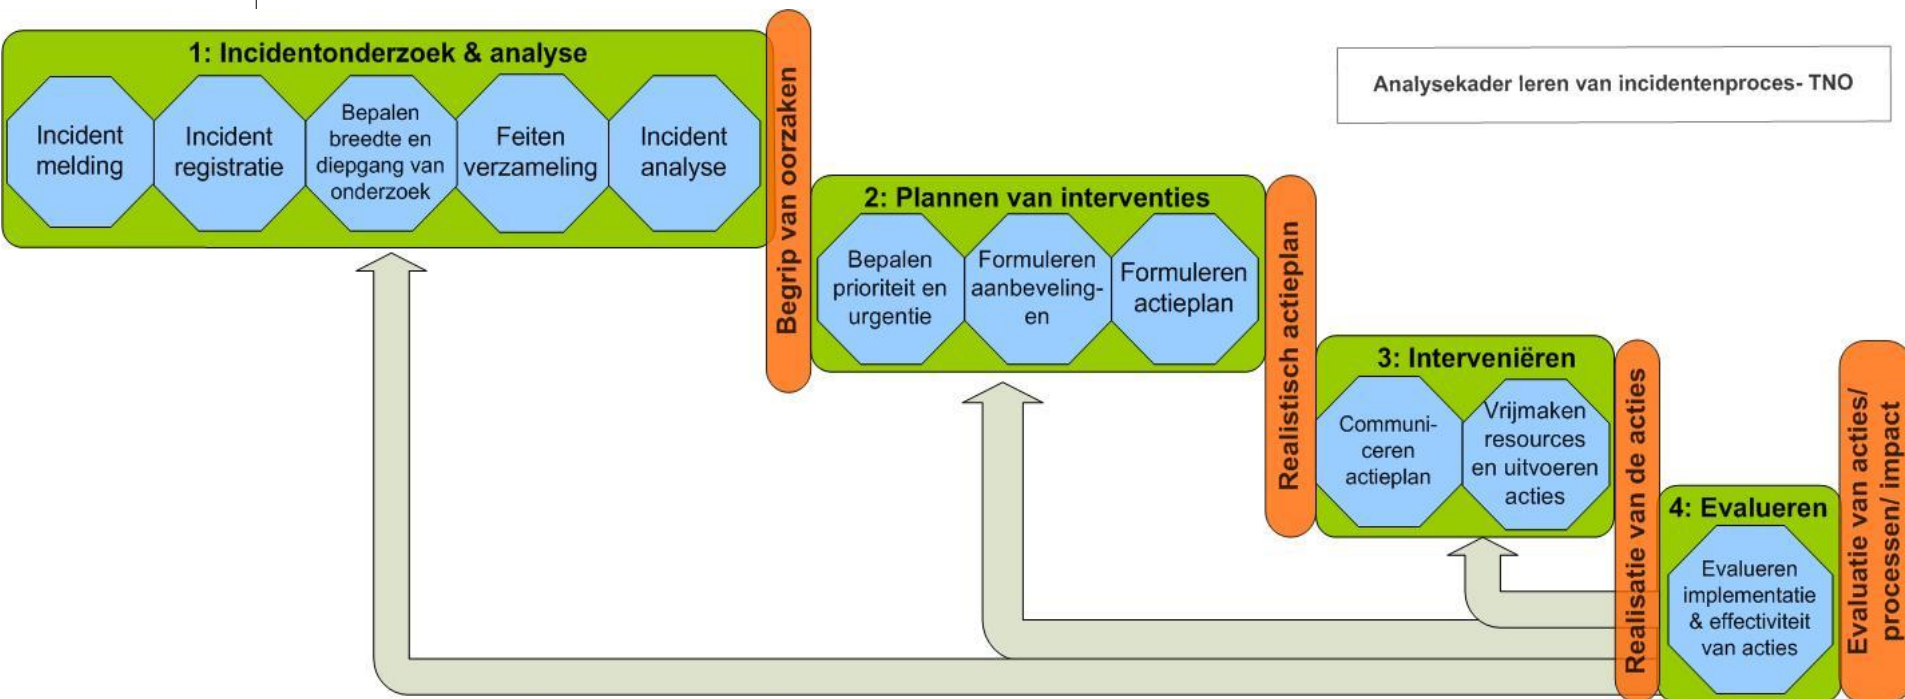 1: Incidentonderzoek & analyse
Incident
melding
Incident
registratie
Bepalen
breedte en
diepgang van
onderzoek
Feiten
verzameling
Incident
analyse
Begrip van oorzaken
Analysekader leren van incidentenproces- TNO
2: Plannen van interventies
Bepalen
prioriteit en
urgentie
Formuleren
aanbeveling-
en
Formuleren
actieplan
Realistisch actieplan
3: Interveniëren
Communi-
ceren
actieplan
Vrijmaken
resources
en uitvoeren
acties
Realisatie van de acties
4: Evalueren
Evalueren
implementatie
& effectiviteit
van acties
Evaluatie van acties/
processen/ impact